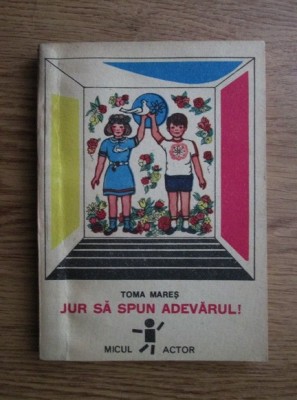 TOMA MAREȘ
JUR SĂ SPUN ADEVĂRUL!
MICUL ACTOR